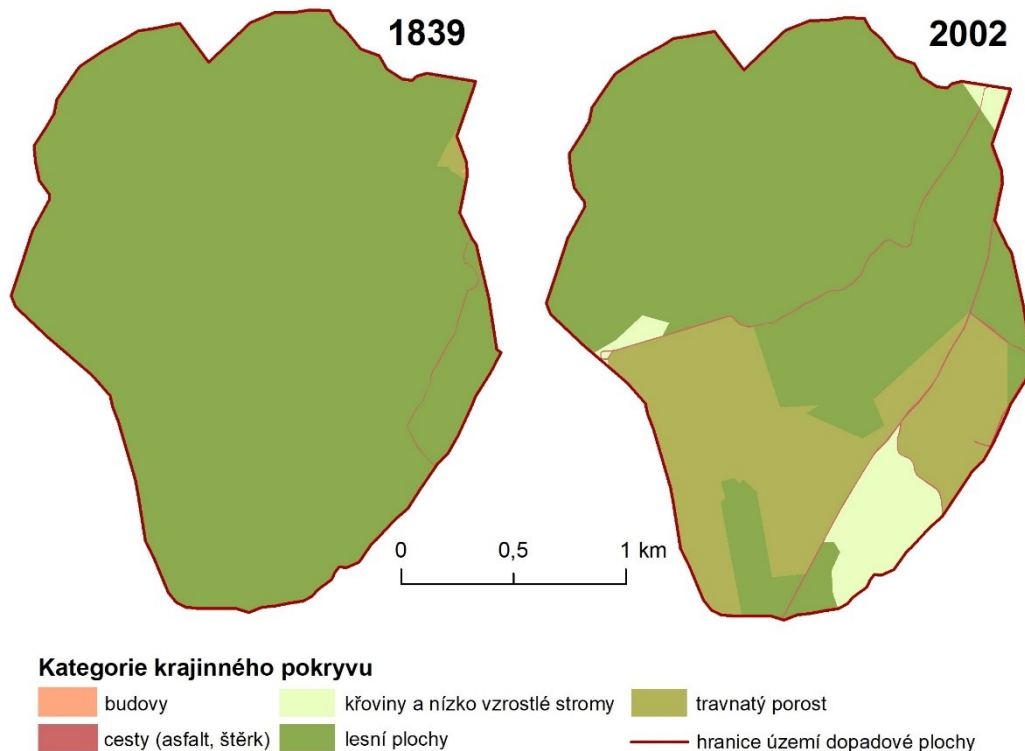 1839
2002
0 0,5 1 km
Kategorie krajinného pokryvu
budovy
křoviny a nízko vzrostlé stromy
travnatý porost
cesty (asfalt, štěrk)
lesní plochy
hranice území dopadové plochy